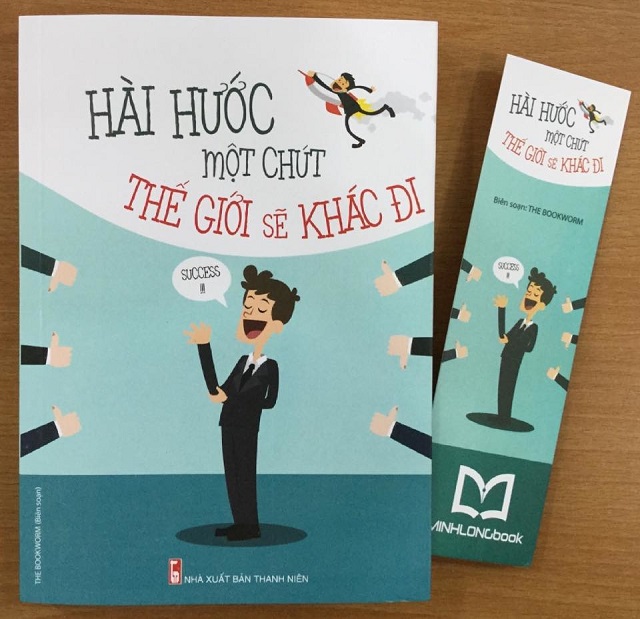 HÀI HƯỚC
MỘT CHÚT
THẾ GIỚI SẼ KHÁC ĐI
SUCCESS
!!!
THE BOOKWORM (Biên soạn)
NHÀ XUẤT BẢN THANH NIÊN
HÀI HƯỚC
MỘT CHÚT
THẾ GIỚI SẼ KHÁC ĐI
Biên soạn: THE BOOKWORM
SUCCESS
!!!
MINHLONGbook